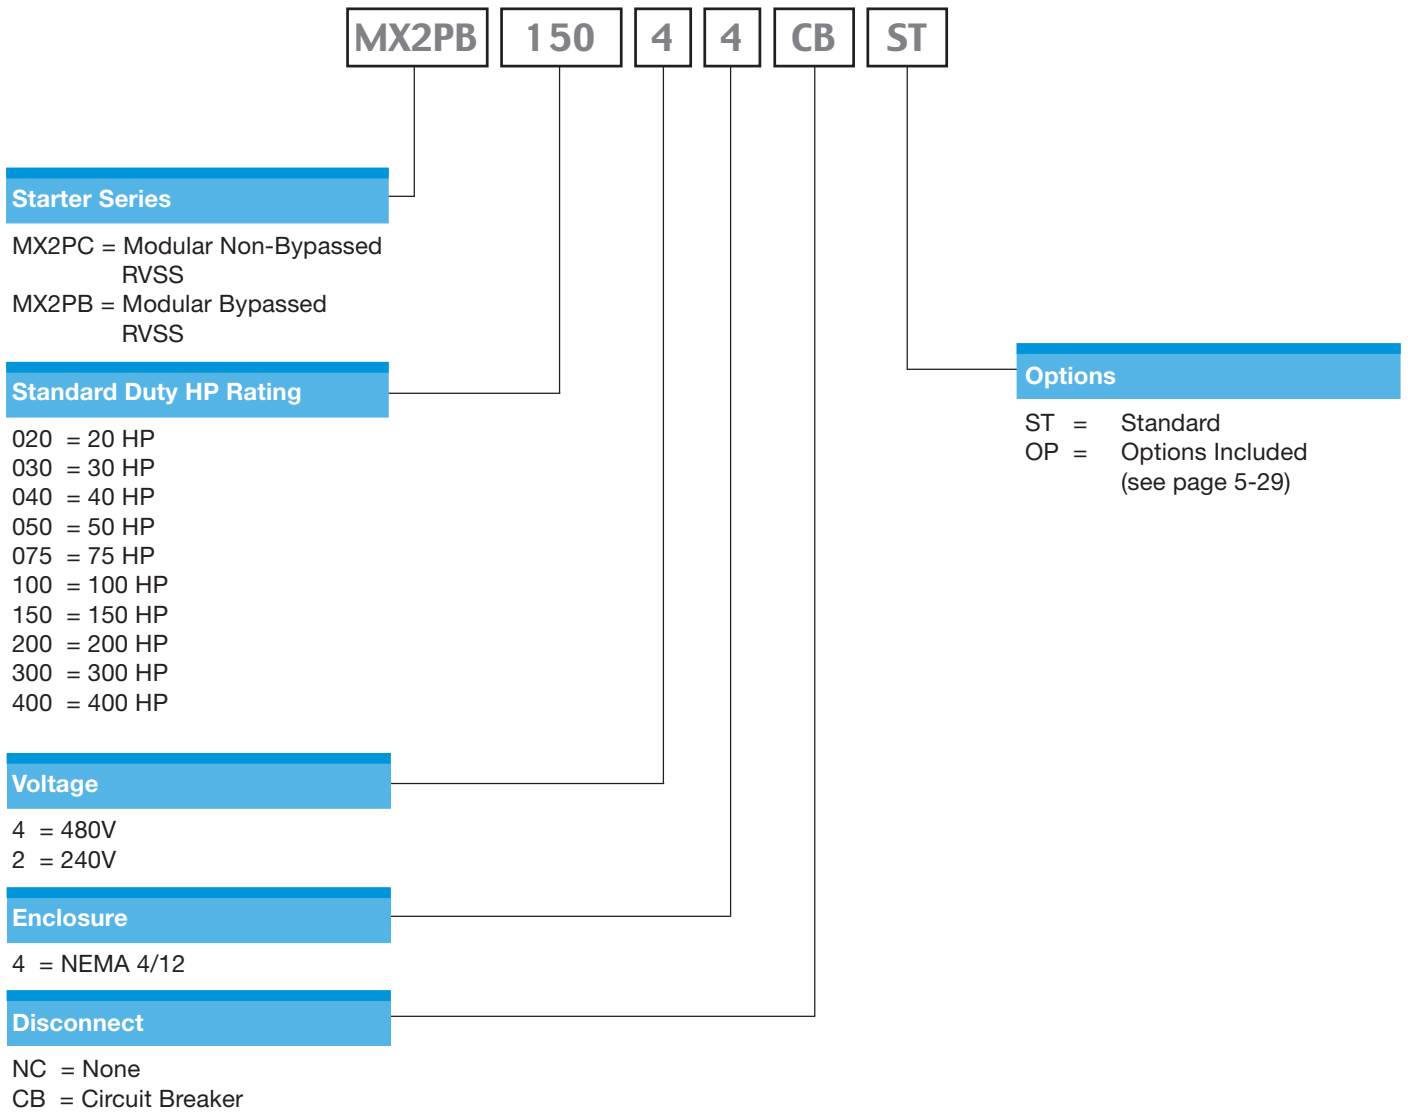 MX2PB 150 4 4 CB ST
Starter Series
MX2PC = Modular Non-Bypassed
RVSS
MX2PB = Modular Bypassed
RVSS
Standard Duty HP Rating
020 = 20 HP
030 = 30 HP
040 = 40 HP
050 = 50 HP
075 = 75 HP
100 = 100 HP
150 = 150 HP
200 = 200 HP
300 = 300 HP
400 = 400 HP
Voltage
4 = 480V
2 = 240V
Enclosure
4 = NEMA 4/12
Disconnect
NC = None
CB = Circuit Breaker
Options
ST = Standard
OP = Options Included
(see page 5-29)